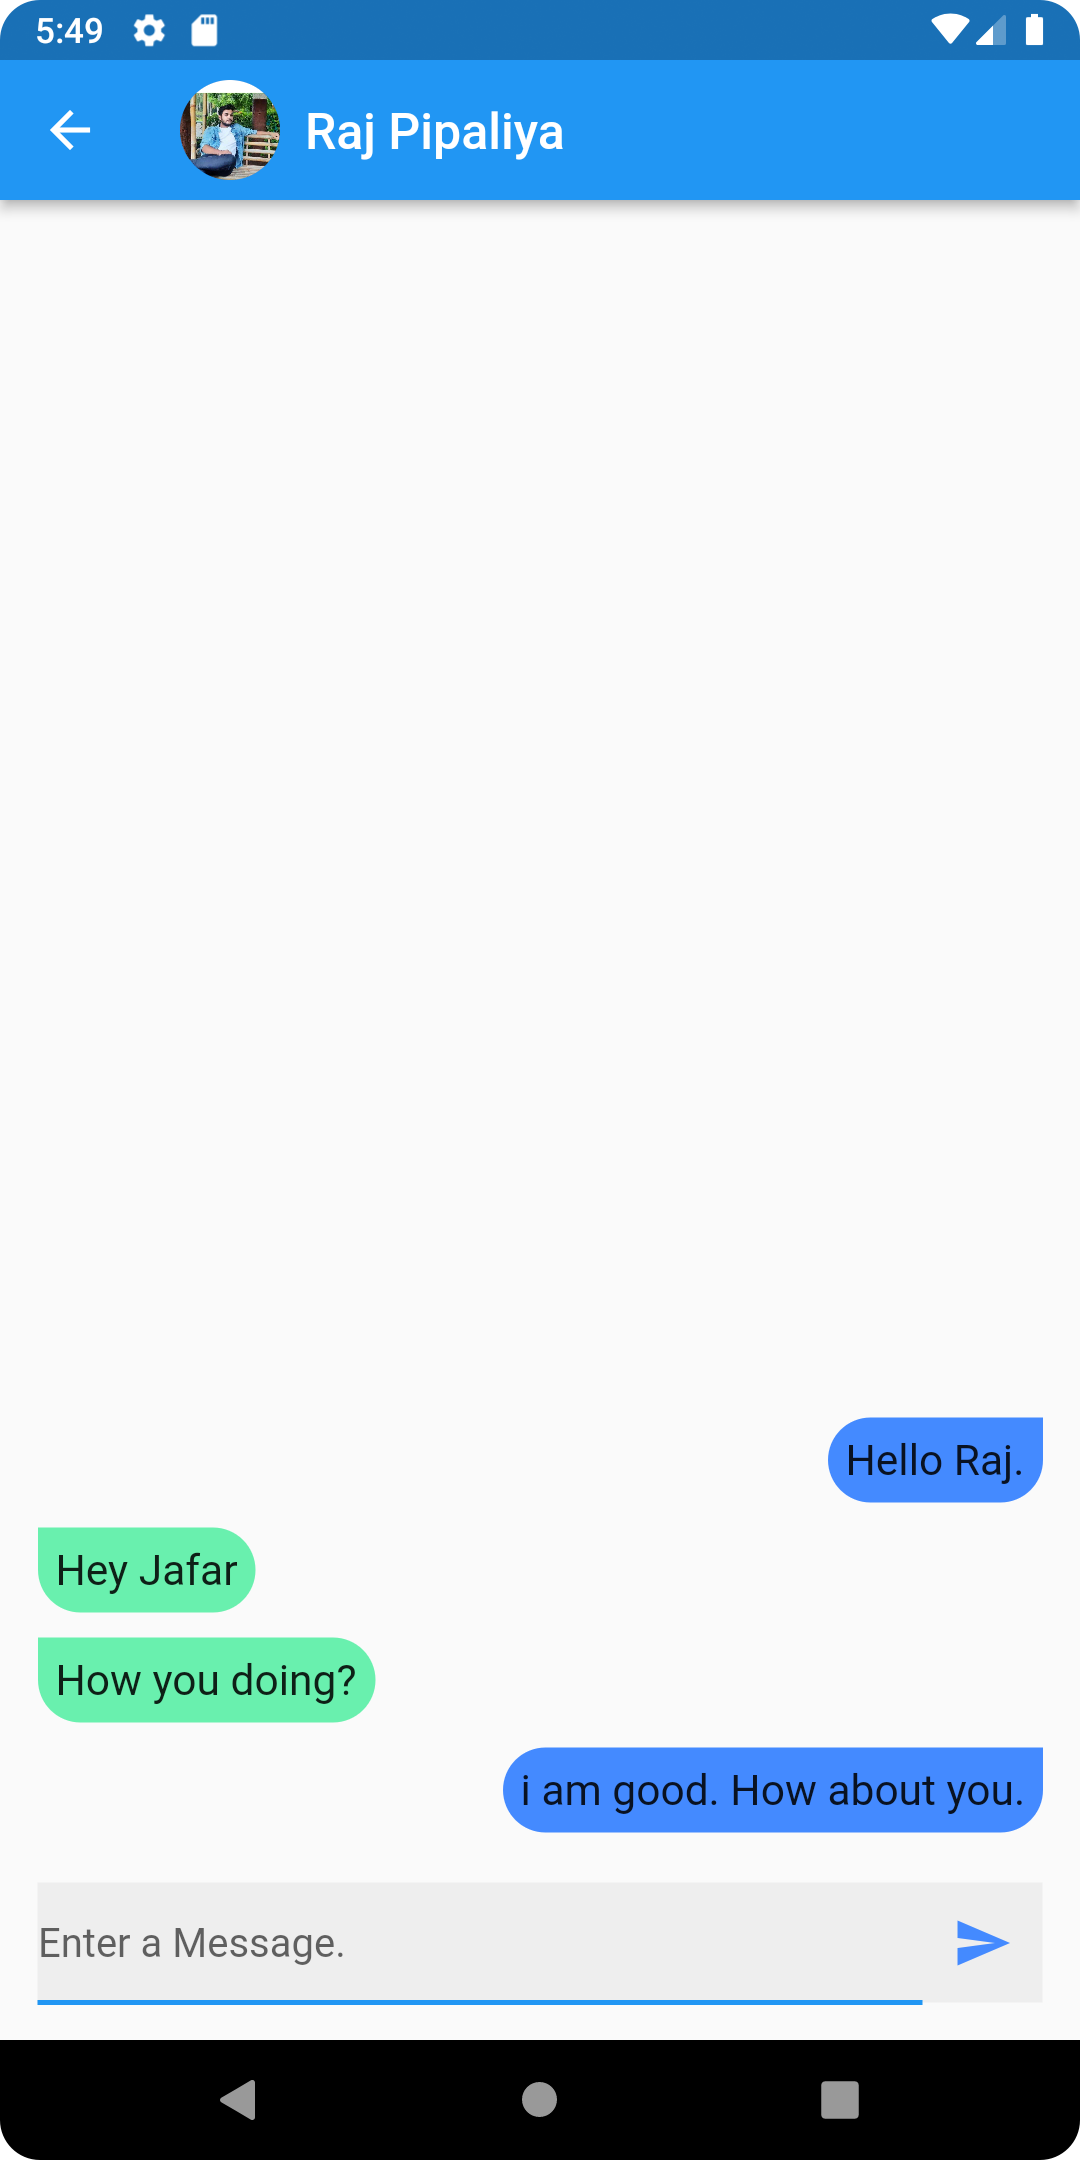 5:49
Raj Pipaliya
Hello Raj.
Hey Jafar
How you doing?
i am good. How about you.
Enter a Message.